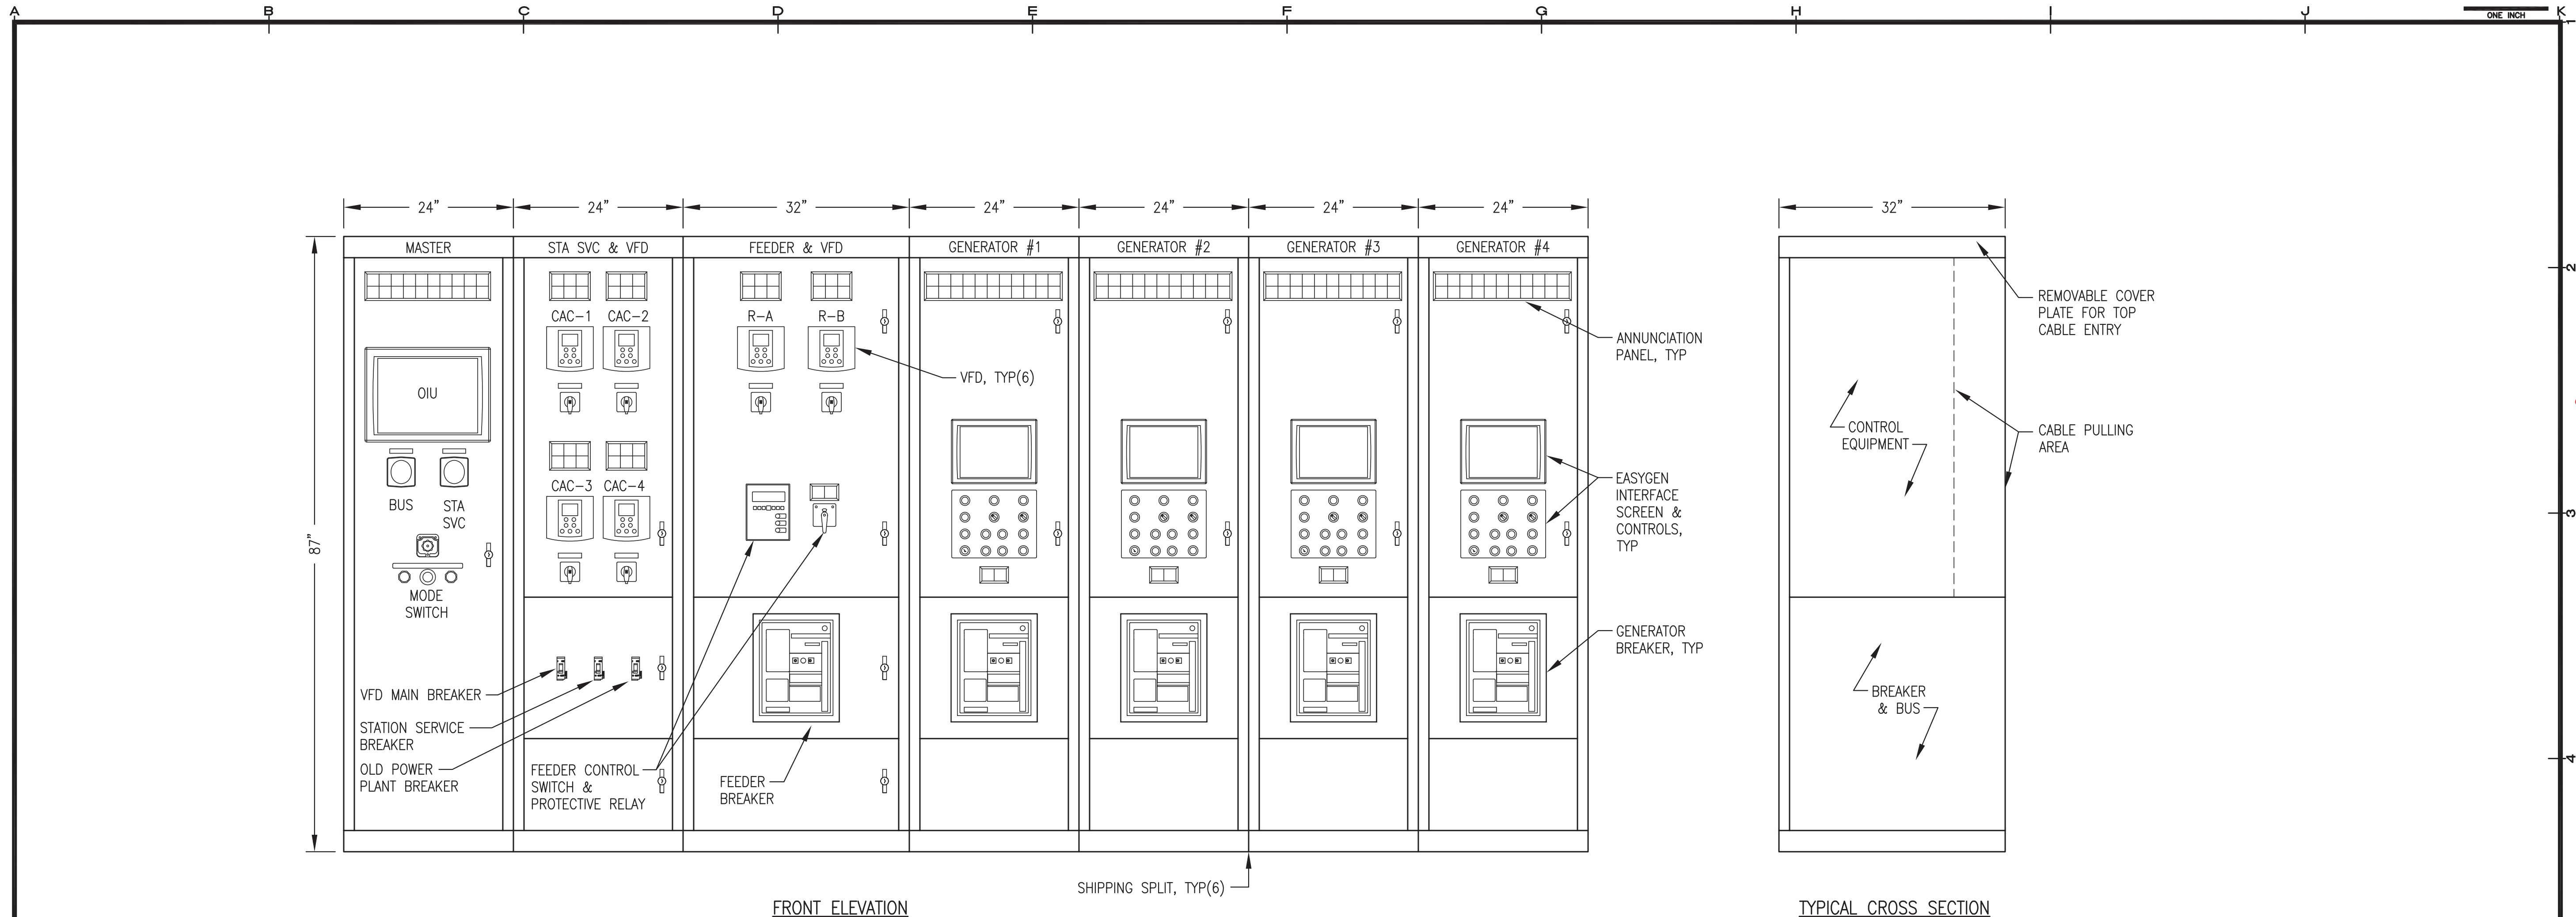 A B C D E F G H I J K
ONE INCH
1
24” 24” 32” 24” 24” 24” 24” 32”
MASTER STA SVC & VFD FEEDER & VFD GENERATOR #1 GENERATOR #2 GENERATOR #3 GENERATOR #4
2
REMOVABLE COVER
PLATE FOR TOP
CABLE ENTRY
CAC-1 CAC-2 R-A R-B
ANNUNCIATION
PANEL, TYP
VFD, TYP(6)
OIU
CONTROL
EQUIPMENT
CABLE PULLING
AREA
CAC-3 CAC-4
BUS STA
SVC
EASYGEN
INTERFACE
SCREEN &
CONTROLS,
TYP
3
87”
MODE
SWITCH
GENERATOR
BREAKER, TYP
VFD MAIN BREAKER
BREAKER
& BUS
STATION SERVICE
BREAKER
4
OLD POWER
PLANT BREAKER
FEEDER CONTROL
SWITCH &
PROTECTIVE RELAY
FEEDER
BREAKER
SHIPPING SPLIT, TYP(6)
FRONT ELEVATION
TYPICAL CROSS SECTION